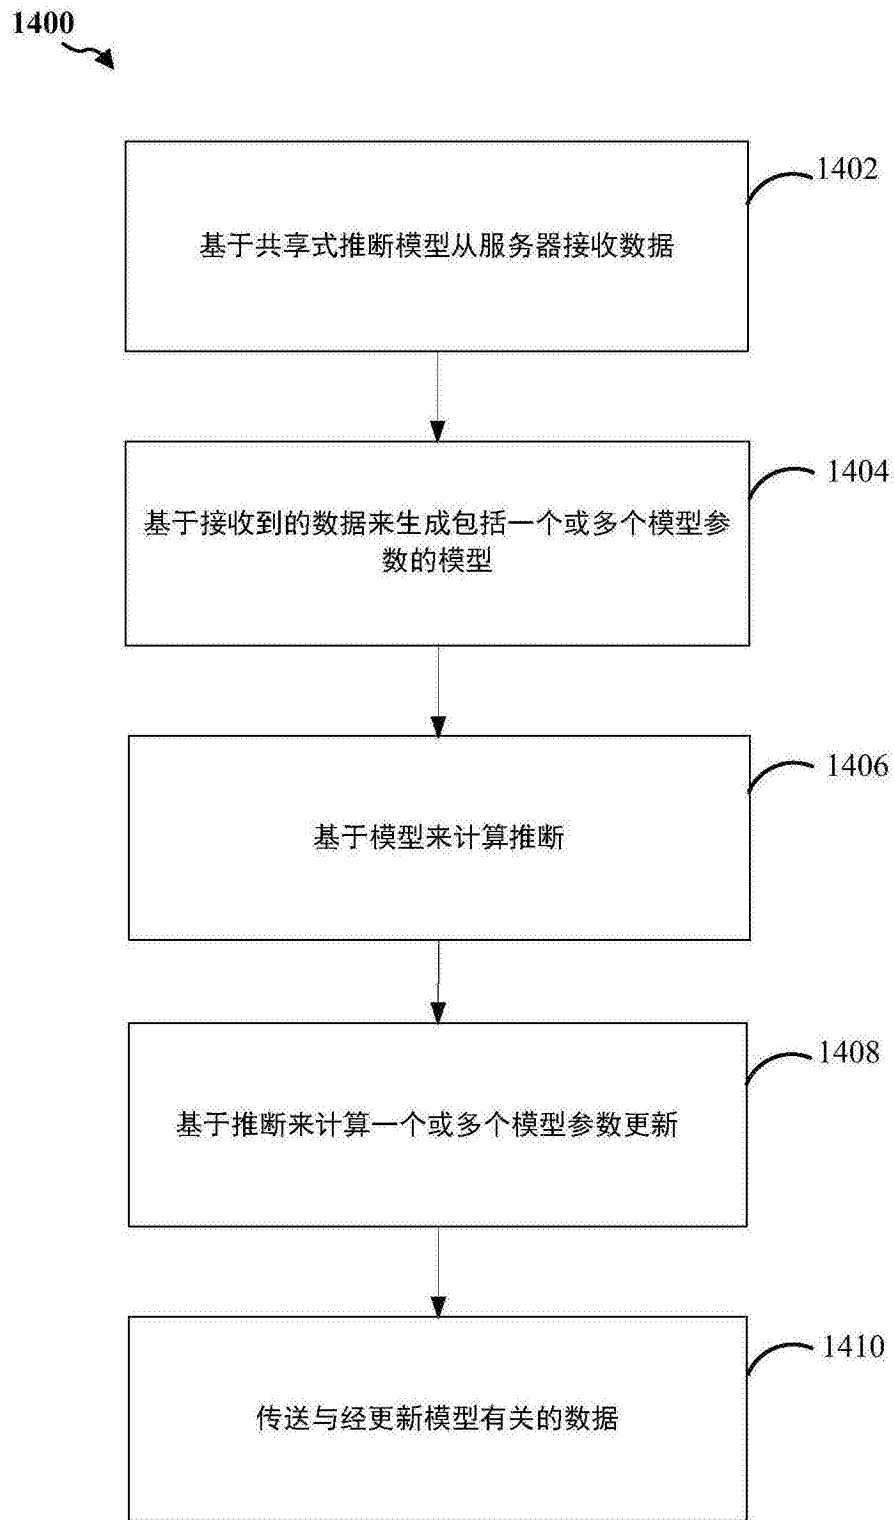 1400
1402
基于共享式推断模型从服务器接收数据
1404
基于接收到的数据来生成包括一个或多个模型参
数的模型
1406
基于模型来计算推断
1408
基于推断来计算一个或多个模型参数更新
1410
传送与经更新模型有关的数据